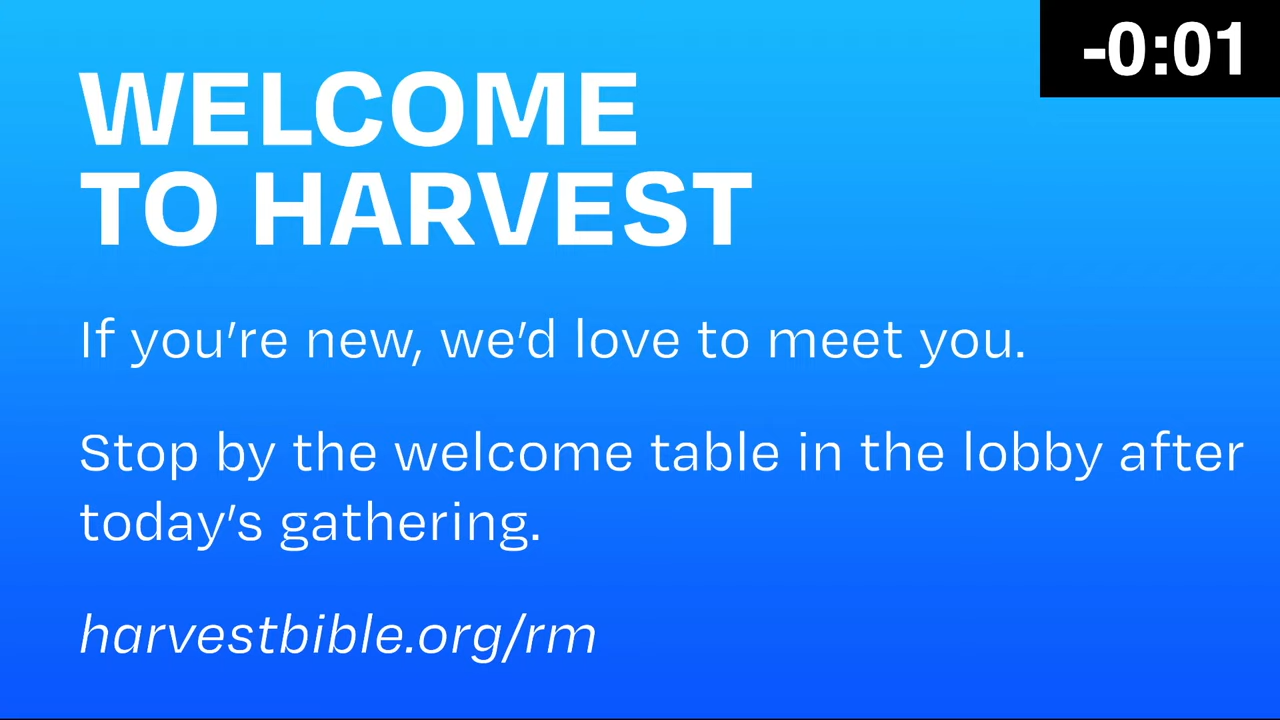 -0:01
WELCOME
TO HARVEST
If you’re new, we’d love to meet you.
Stop by the welcome table in the lobby after
today’s gathering.
harvestbible.org/rm